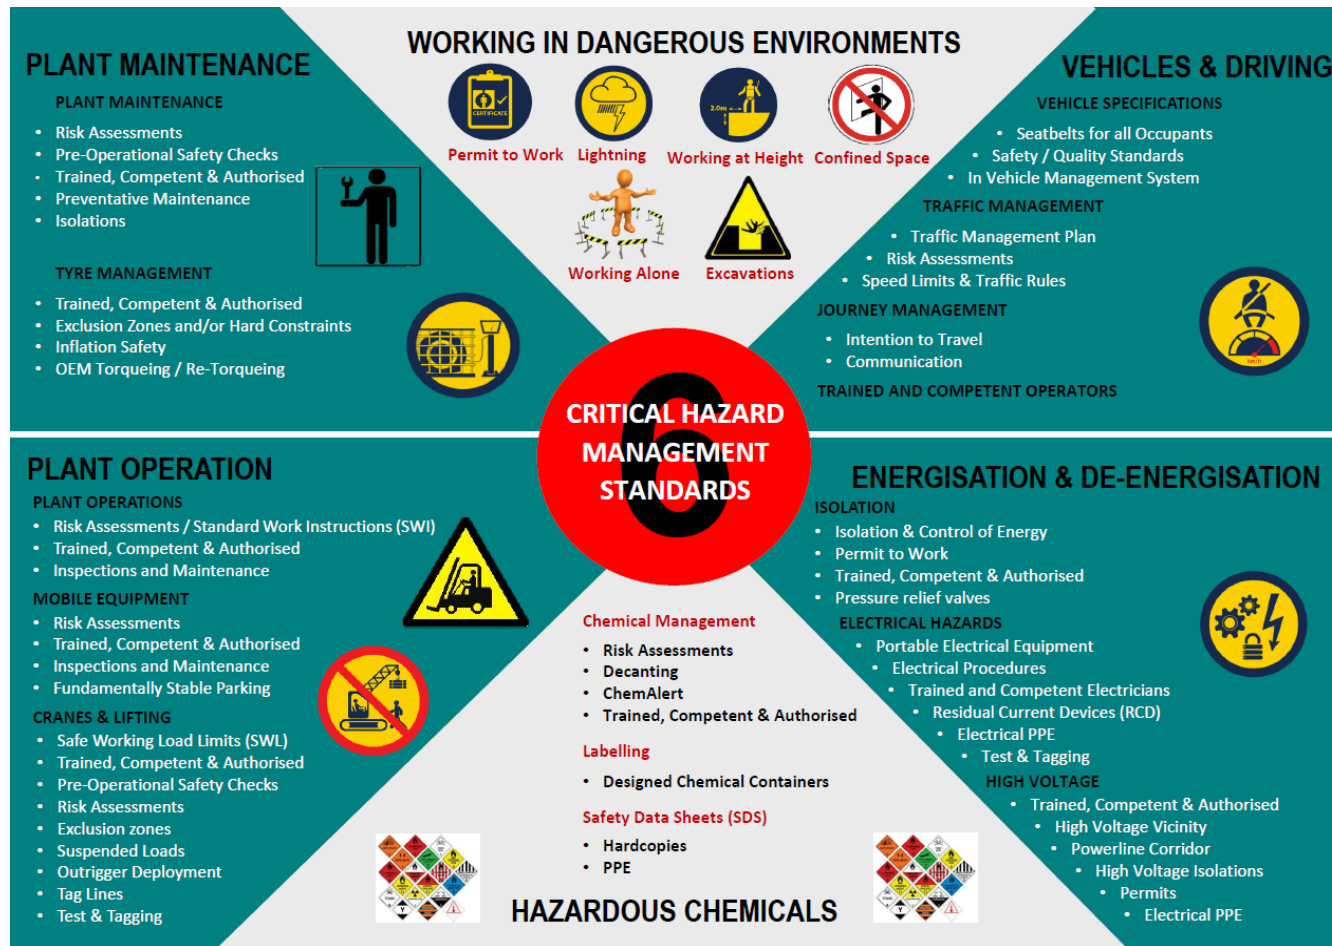 WORKING IN DANGEROUS ENVIRONMENTS
CERTIFICATE
Permit to Work
Lightning
2.0m
Working at Height
Confined Space
Working Alone
Excavations
PLANT MAINTENANCE
PLANT MAINTENANCE
• Risk Assessments
• Pre-Operational Safety Checks
• Trained, Competent & Authorised
• Preventative Maintenance
• Isolations
TYRE MANAGEMENT
• Trained, Competent & Authorised
• Exclusion Zones and/or Hard Constraints
• Inflation Safety
• OEM Torqueing / Re-Torqueing
VEHICLES & DRIVING
VEHICLE SPECIFICATIONS
• Seatbelts for all Occupants
• Safety / Quality Standards
• In Vehicle Management System
TRAFFIC MANAGEMENT
• Traffic Management Plan
• Risk Assessments
• Speed Limits & Traffic Rules
JOURNEY MANAGEMENT
• Intention to Travel
• Communication
TRAINED AND COMPETENT OPERATORS
km/h
6
CRITICAL HAZARD
MANAGEMENT
STANDARDS
PLANT OPERATION
PLANT OPERATIONS
• Risk Assessments / Standard Work Instructions (SWI)
• Trained, Competent & Authorised
• Inspections and Maintenance
MOBILE EQUIPMENT
• Risk Assessments
• Trained, Competent & Authorised
• Inspections and Maintenance
• Fundamentally Stable Parking
CRANES & LIFTING
• Safe Working Load Limits (SWL)
• Trained, Competent & Authorised
• Pre-Operational Safety Checks
• Risk Assessments
• Exclusion zones
• Suspended Loads
• Outrigger Deployment
• Tag Lines
• Test & Tagging
ENERGISATION & DE-ENERGISATION
ISOLATION
• Isolation & Control of Energy
• Permit to Work
• Trained, Competent & Authorised
• Pressure relief valves
ELECTRICAL HAZARDS
• Portable Electrical Equipment
• Electrical Procedures
• Trained and Competent Electricians
• Residual Current Devices (RCD)
• Electrical PPE
• Test & Tagging
HIGH VOLTAGE
• Trained, Competent & Authorised
• High Voltage Vicinity
• Powerline Corridor
• High Voltage Isolations
• Permits
• Electrical PPE
Chemical Management
• Risk Assessments
• Decanting
• ChemAlert
• Trained, Competent & Authorised
Labelling
• Designed Chemical Containers
Safety Data Sheets (SDS)
• Hardcopies
• PPE
HAZARDOUS CHEMICALS